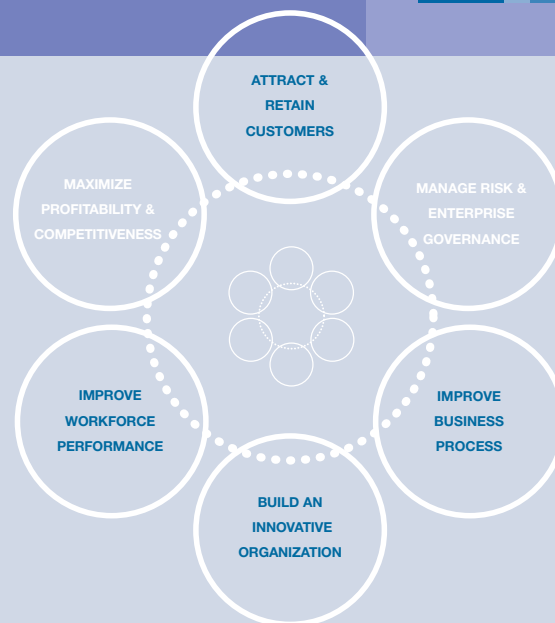 ATTRACT &
RETAIN
CUSTOMERS
MAXIMIZE
PROFITABILITY &
COMPETITIVENESS
MANAGE RISK &
ENTERPRISE
GOVERNANCE
IMPROVE
WORKFORCE
PERFORMANCE
IMPROVE
BUSINESS
PROCESS
BUILD AN
INNOVATIVE
ORGANIZATION